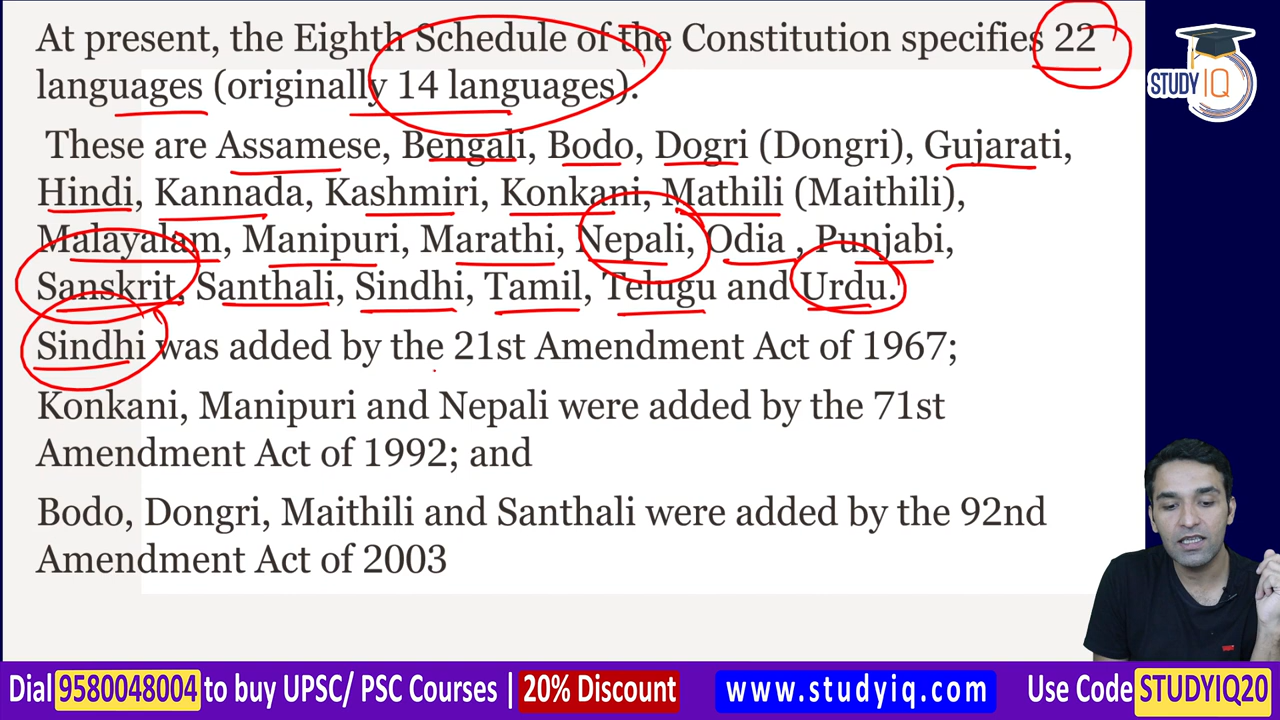 At present, the Eighth Schedule of the Constitution specifies 22
languages (originally 14 languages).
These are Assamese, Bengali, Bodo, Dogri (Dongri), Gujarati,
Hindi, Kannada, Kashmiri, Konkani, Mathili (Maithili),
Malayalam, Manipuri, Marathi, Nepali, Odia , Punjabi,
Sanskrit, Santhali, Sindhi, Tamil, Telugu and Urdu.
Sindhi was added by the 21st Amendment Act of 1967;
Konkani, Manipuri and Nepali were added by the 71st
Amendment Act of 1992; and
Bodo, Dongri, Maithili and Santhali were added by the 92nd
Amendment Act of 2003
STUDY IQ
Dial 9580048004 to buy UPSC/ PSC Courses | 20% Discount www.studyiq.com Use Code STUDYIQ20